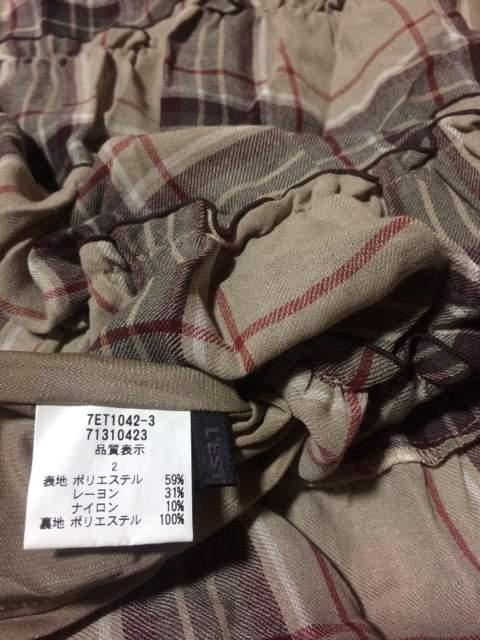 7ET1042-3
71310423
品質表示
2
表地 ポリエステル 59%
レーヨン 31%
ナイロン 10%
裏地 ポリエステル 100%